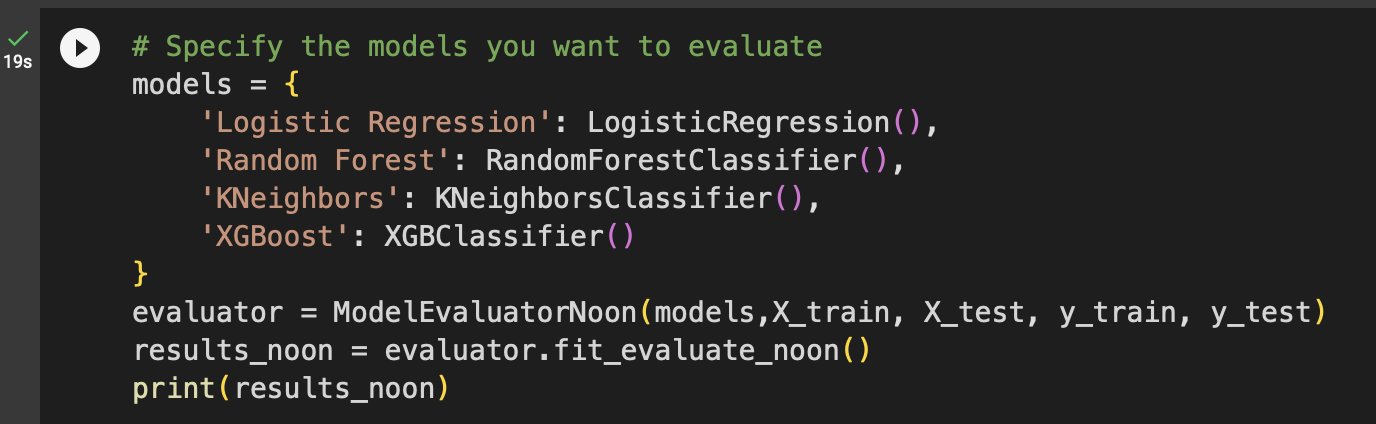 19s
# Specify the models you want to evaluate
models = {
    'Logistic Regression': LogisticRegression(),
    'Random Forest': RandomForestClassifier(),
    'KNeighbors': KNeighborsClassifier(),
    'XGBoost': XGBClassifier()
}
evaluator = ModelEvaluatorNoon(models,X_train, X_test, y_train, y_test)
results_noon = evaluator.fit_evaluate_noon()
print(results_noon)